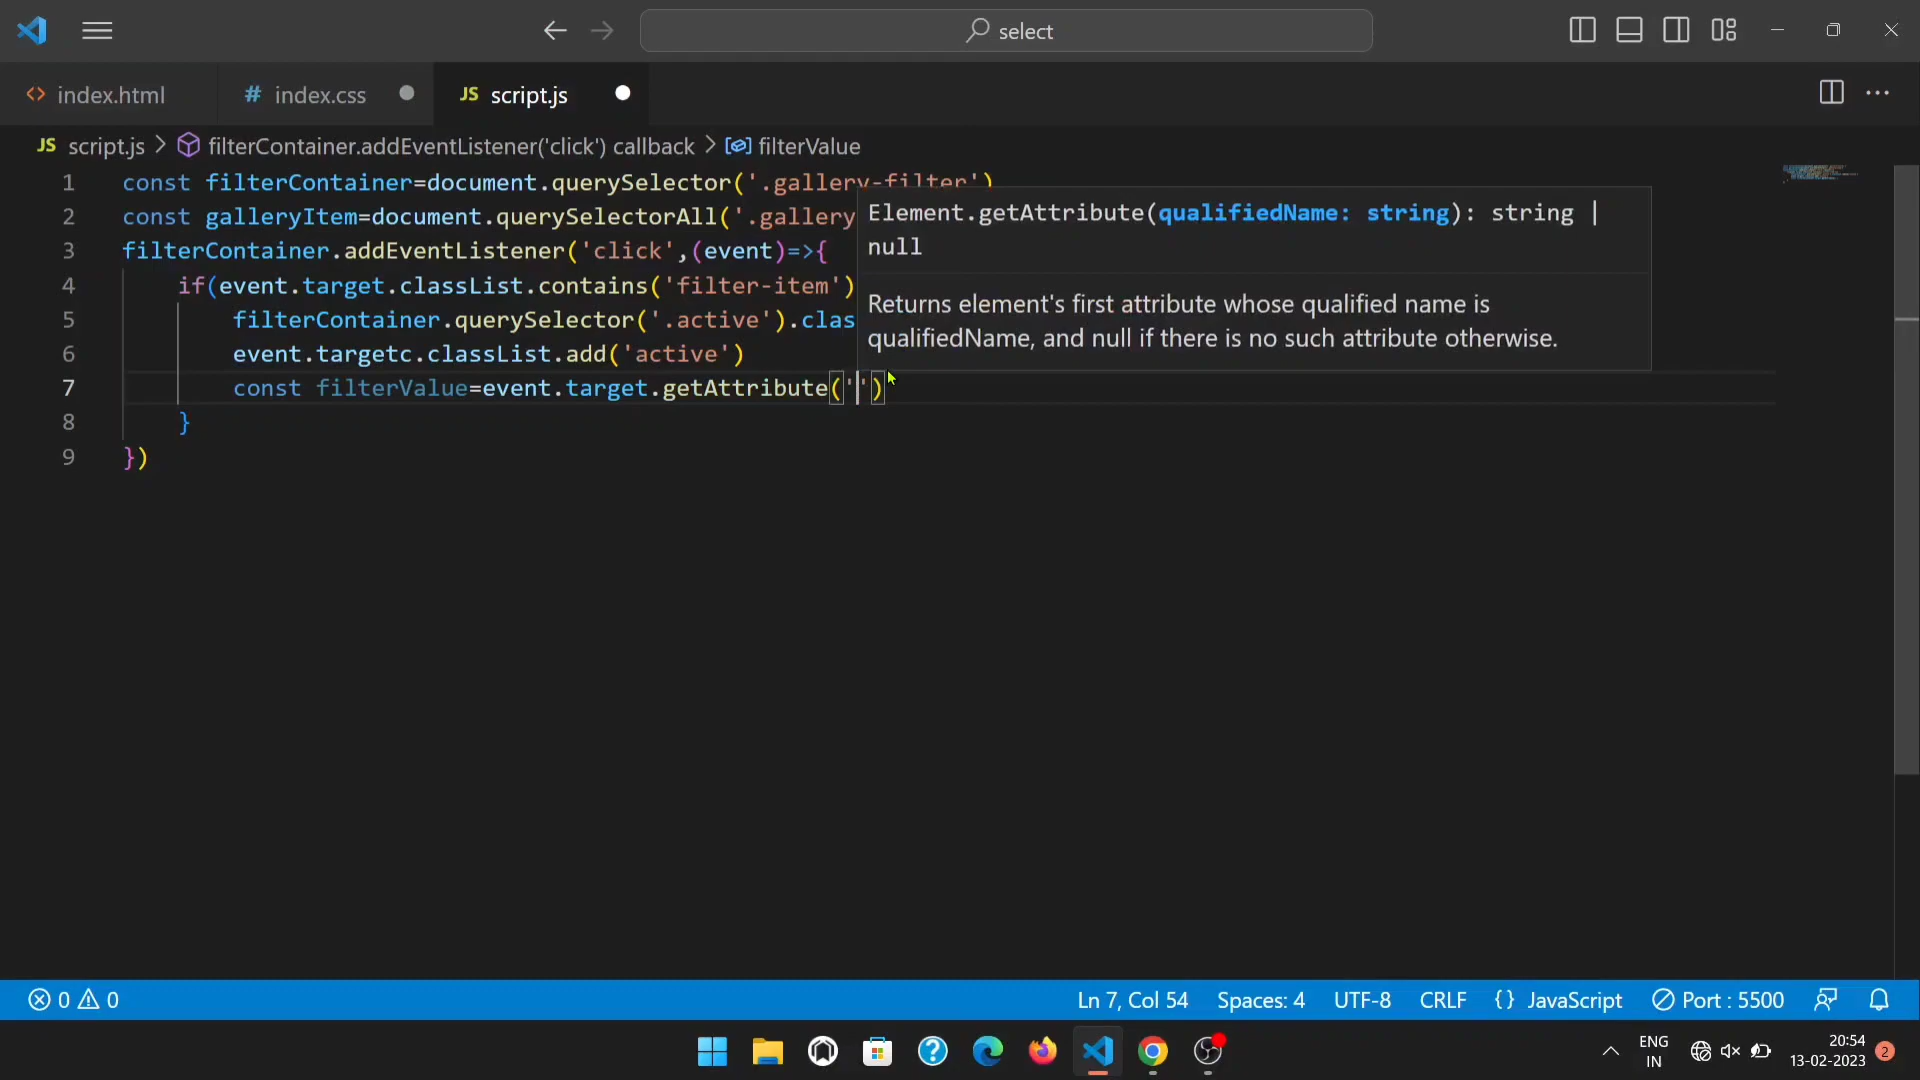 select
index.html
# index.css
JS script.js
JS script.js > filterContainer.addEventListener('click') callback > filterValue
1 const filterContainer=document.querySelector('.gallery-filter')
2 const galleryItem=document.querySelectorAll('.gallery
3 filterContainer.addEventListener('click',(event)=>{
4 if(event.target.classList.contains('filter-item')
5 filterContainer.querySelector('.active').clas
6 event.targetc.classList.add('active')
7 const filterValue=event.target.getAttribute('')
8 }
9 })
Element.getAttribute(qualifiedName: string): string |
null
Returns element's first attribute whose qualified name is
qualifiedName, and null if there is no such attribute otherwise.
0 0
Ln 7, Col 54 Spaces: 4 UTF-8 CRLF {} JavaScript Port : 5500
ENG
IN
20:54
13-02-2023
2